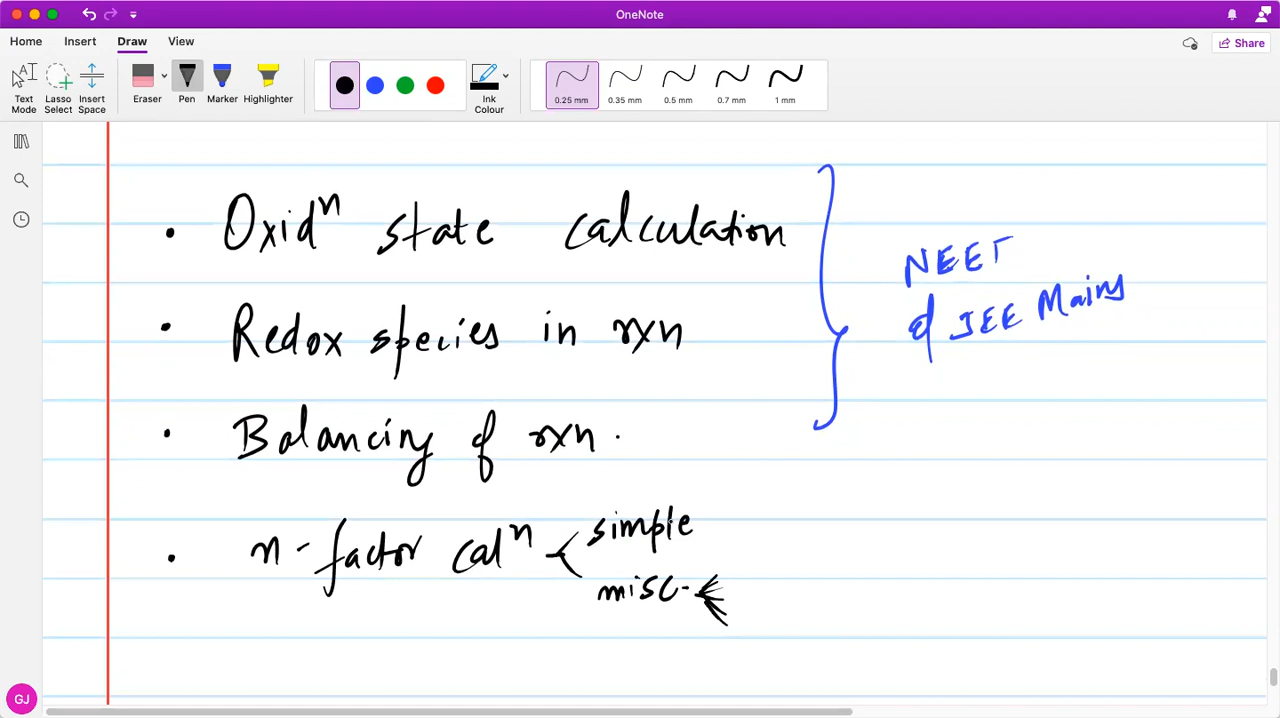 OneNote
Home Insert Draw View
Share
Text Mode
Lasso Select
Insert Space
Eraser
Pen
Marker
Highlighter
Ink Colour
0.25 mm
0.35 mm
0.5 mm
0.7 mm
1 mm
• Oxidⁿ state calculation
• Redox species in rxn
• Balancing of rxn.
• n-factor calⁿ < simple
misc-
NEET
& JEE Mains
GJ